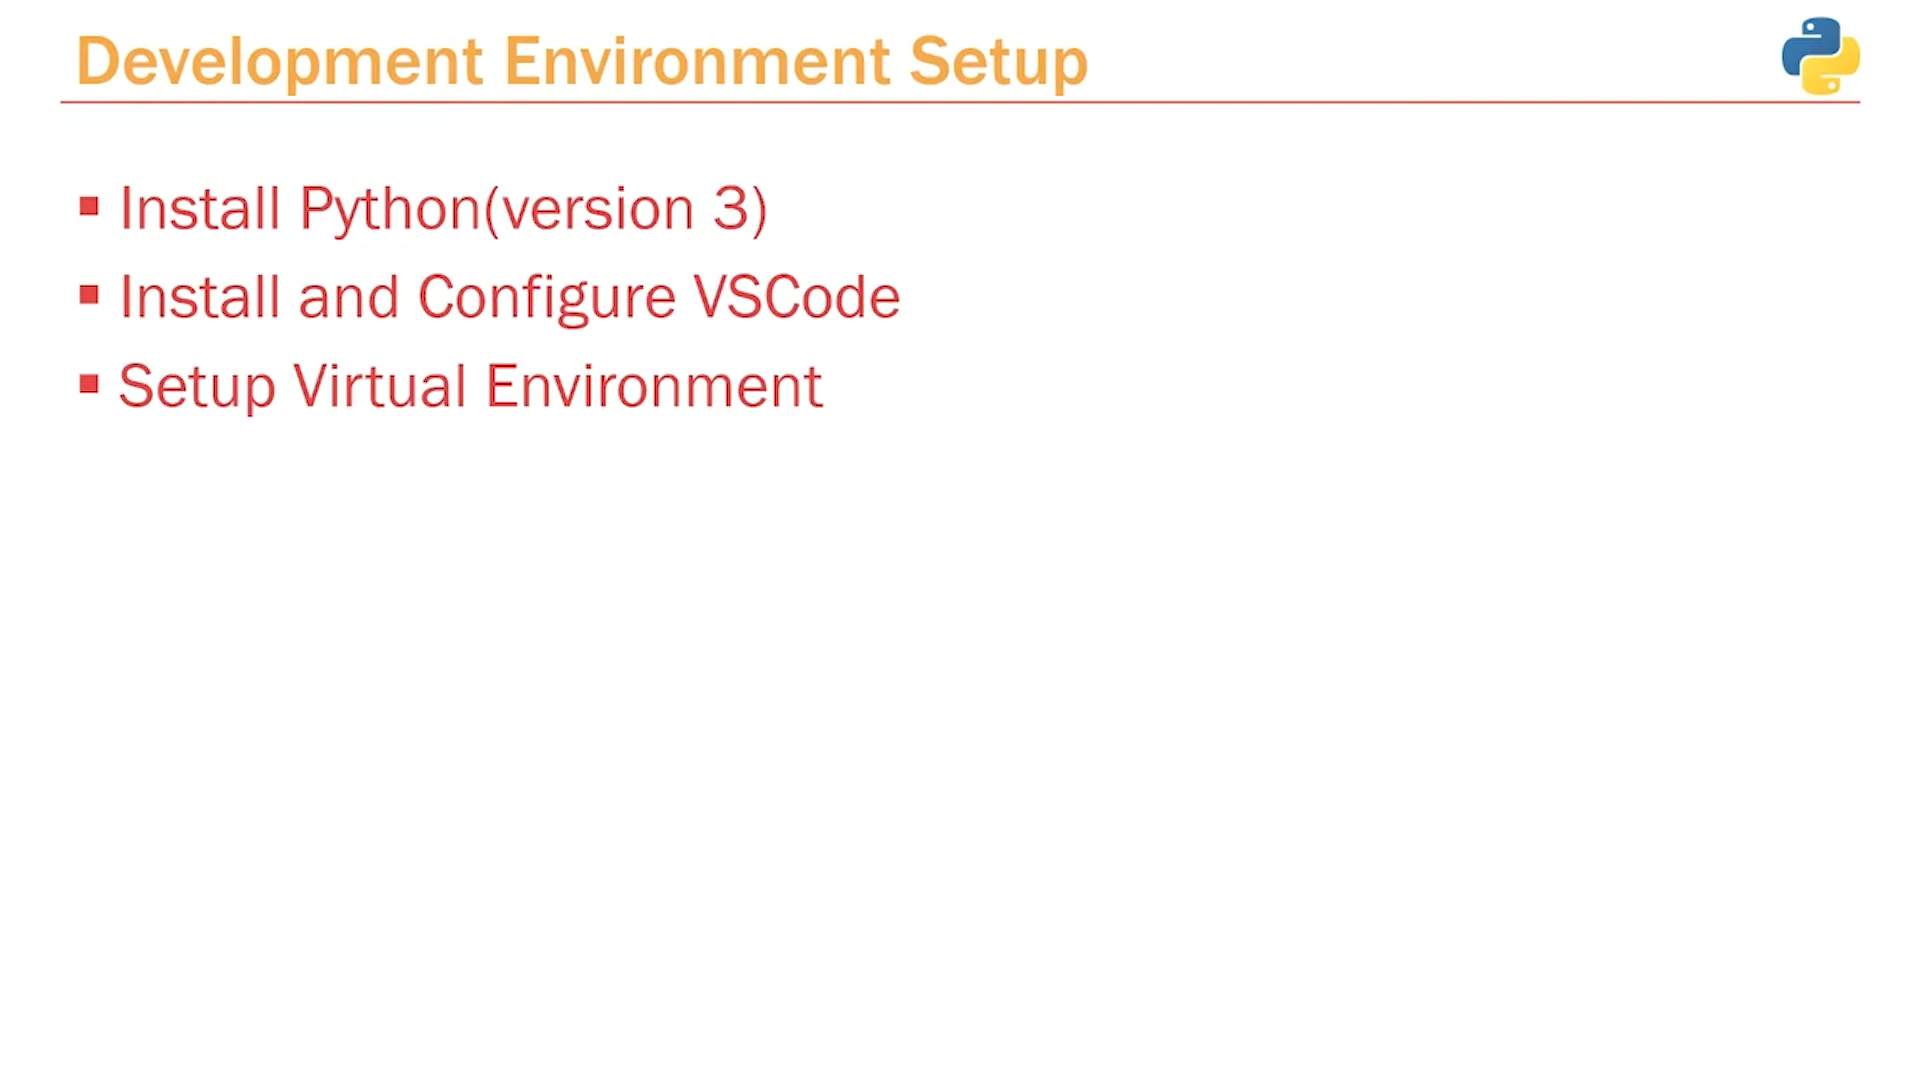 Development Environment Setup
Install Python(version 3)
Install and Configure VSCode
Setup Virtual Environment